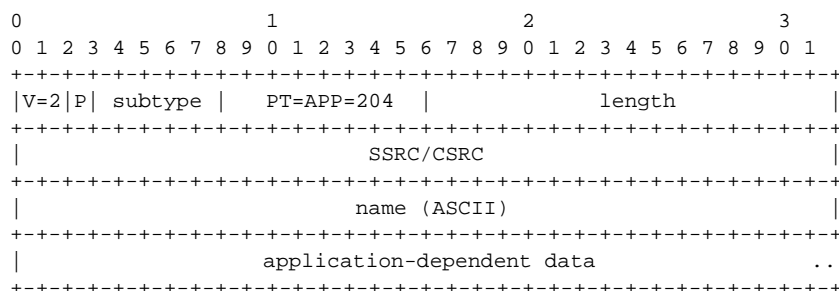 0                   1                   2                   3
0 1 2 3 4 5 6 7 8 9 0 1 2 3 4 5 6 7 8 9 0 1 2 3 4 5 6 7 8 9 0 1
+-+-+-+-+-+-+-+-+-+-+-+-+-+-+-+-+-+-+-+-+-+-+-+-+-+-+-+-+-+-+-+-+
|V=2|P| subtype |   PT=APP=204  |             length            |
+-+-+-+-+-+-+-+-+-+-+-+-+-+-+-+-+-+-+-+-+-+-+-+-+-+-+-+-+-+-+-+-+
|                           SSRC/CSRC                           |
+-+-+-+-+-+-+-+-+-+-+-+-+-+-+-+-+-+-+-+-+-+-+-+-+-+-+-+-+-+-+-+-+
|                          name (ASCII)                         |
+-+-+-+-+-+-+-+-+-+-+-+-+-+-+-+-+-+-+-+-+-+-+-+-+-+-+-+-+-+-+-+-+
|                   application-dependent data                ..
+-+-+-+-+-+-+-+-+-+-+-+-+-+-+-+-+-+-+-+-+-+-+-+-+-+-+-+-+-+-+-+-+